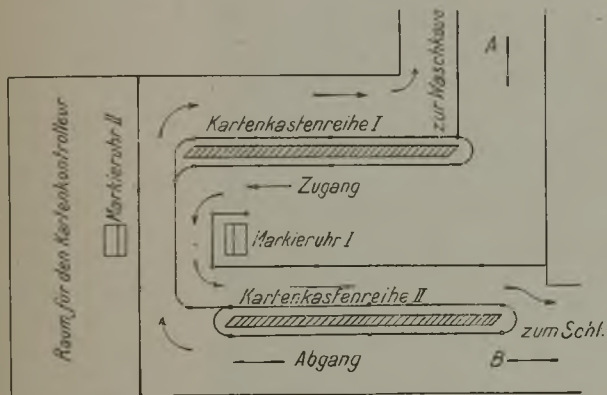 Raum für den Kartenkontrolleur
Markieruhr II
Kartenkastenreihe I
zur Waschkaue
A
Zugang
Markieruhr I
Kartenkastenreihe II
zum Schl.
Abgang
B